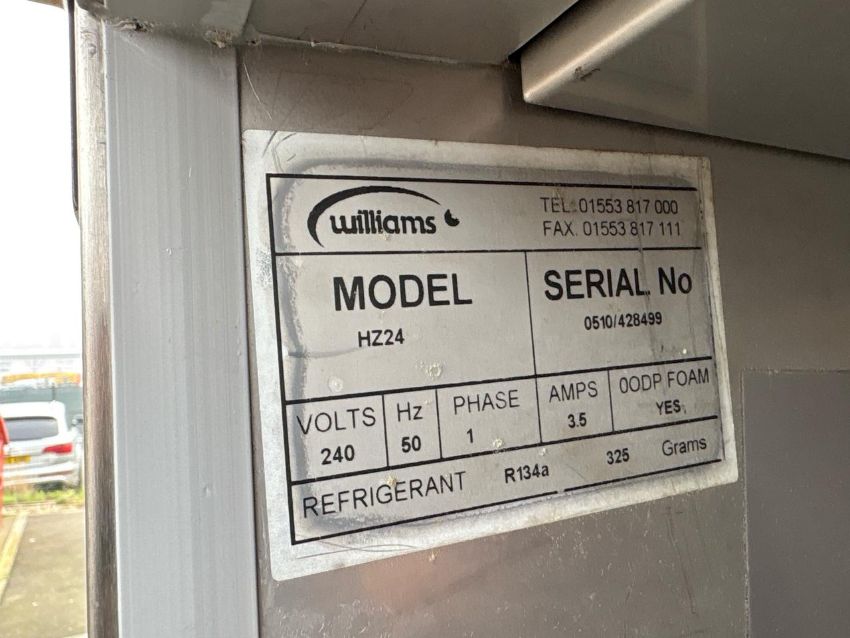 williams
TEL. 01553 817 000
FAX. 01553 817 111
MODEL
HZ24
SERIAL No
0510/428499
VOLTS
240
Hz
50
PHASE
1
AMPS
3.5
0ODP FOAM
YES
REFRIGERANT R134a 325 Grams